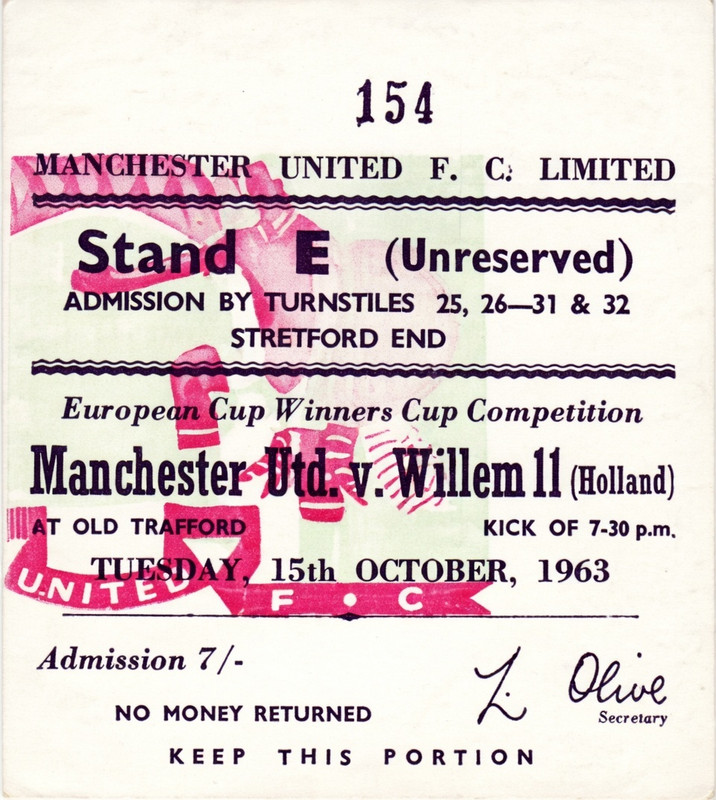 154
MANCHESTER UNITED F. C. LIMITED
Stand E (Unreserved)
ADMISSION BY TURNSTILES 25, 26—31 & 32
STRETFORD END
European Cup Winners Cup Competition
Manchester Utd. v. Willem 11 (Holland)
AT OLD TRAFFORD KICK OF 7-30 p.m.
TUESDAY, 15th OCTOBER, 1963
UNITED F • C
Admission 7/-
L. Olive
NO MONEY RETURNED
Secretary
KEEP THIS PORTION